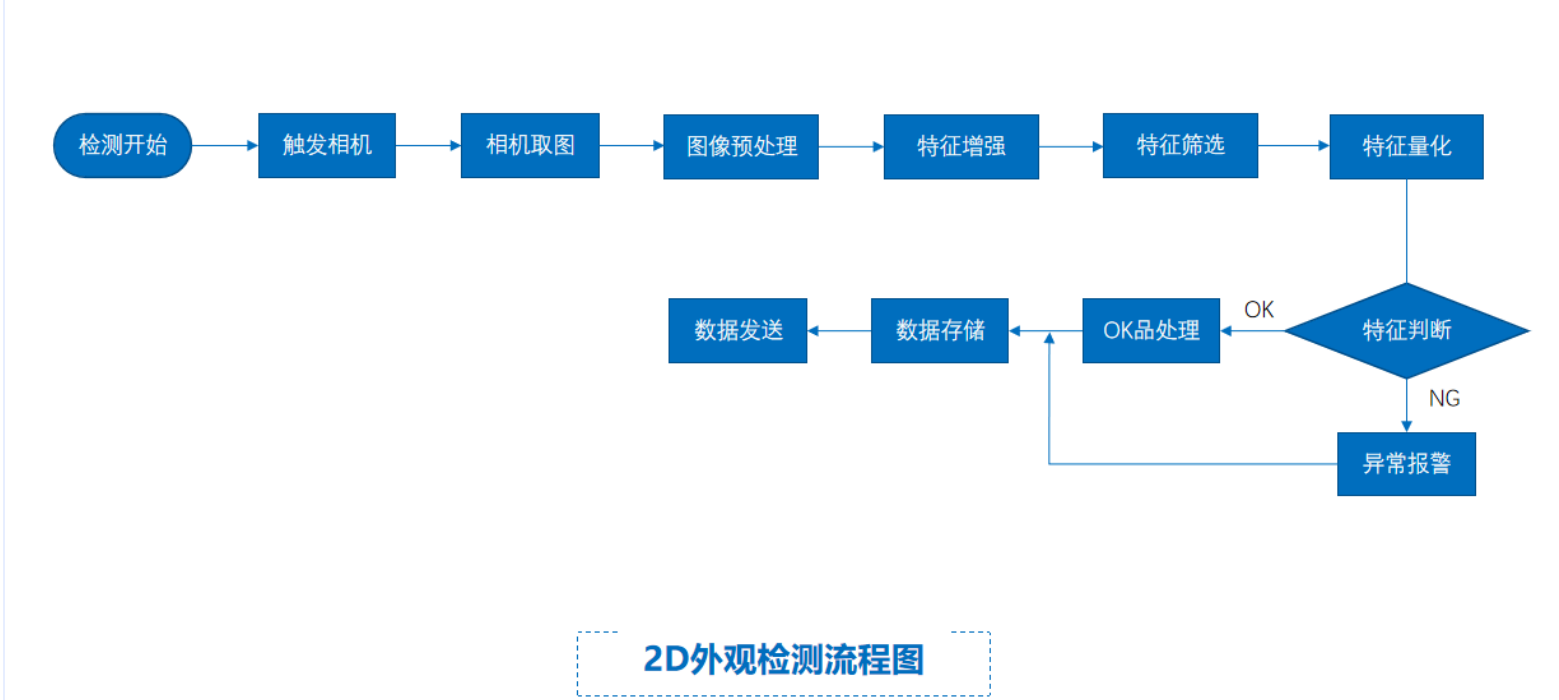 检测开始
触发相机
相机取图
图像预处理
特征增强
特征筛选
特征量化
数据发送
数据存储
OK品处理
OK
特征判断
NG
异常报警
2D外观检测流程图